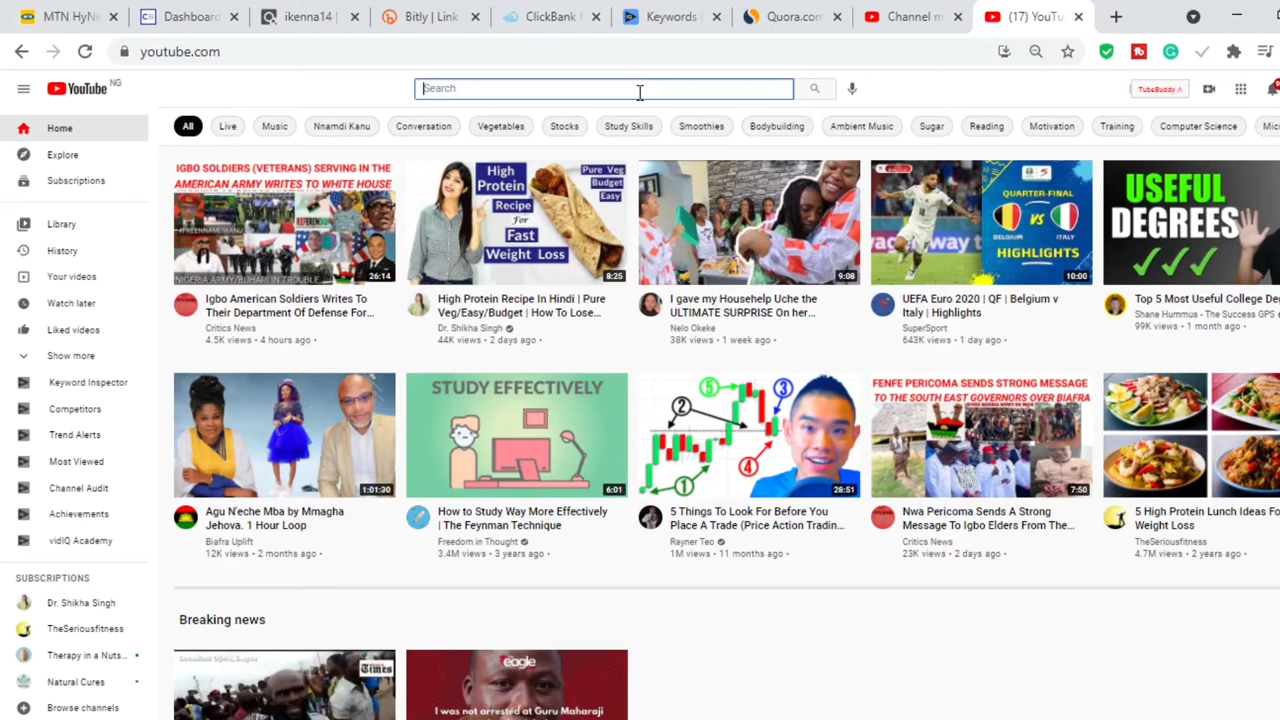 MTN HyNe
Dashboard
ikenna14
Bitly | Link
ClickBank
Keywords
Quora.com
Channel m
(17) YouTu
youtube.com
YouTube NG
Search
TubeBuddy
All
Live
Music
Nnamdi Kanu
Conversation
Vegetables
Stocks
Study Skills
Smoothies
Bodybuilding
Ambient Music
Sugar
Reading
Motivation
Training
Computer Science
Home
Explore
Subscriptions
Library
History
Your videos
Watch later
Liked videos
Show more
Keyword Inspector
Competitors
Trend Alerts
Most Viewed
Channel Audit
Achievements
vidIQ Academy
SUBSCRIPTIONS
Dr. Shikha Singh
TheSeriousfitness
Therapy in a Nuts...
Natural Cures
Browse channels
IGBO SOLDIERS (VETERANS) SERVING IN THE
AMERICAN ARMY WRITES TO WHITE HOUSE
#FREENNAMDIKANU
REFERENDUM
NIGERIA ARMY/BUHARI IN TROUBLE
26:14
Igbo American Soldiers Writes To
Their Department Of Defense For...
Critics News
4.5K views • 4 hours ago •
High
Protein
Recipe
For
Fast
Weight Loss
Pure Veg
Budget
Easy
8:25
High Protein Recipe In Hindi | Pure
Veg/Easy/Budget | How To Lose...
Dr. Shikha Singh
44K views • 2 days ago •
9:08
I gave my Househelp Uche the
ULTIMATE SURPRISE On her...
Nelo Okeke
38K views • 1 week ago •
QUARTER-FINAL
VS
BELGIUM
ITALY
HIGHLIGHTS
10:00
UEFA Euro 2020 | QF | Belgium v
Italy | Highlights
SuperSport
643K views • 1 day ago •
USEFUL
DEGREES
Top 5 Most Useful College De
Shane Hummus - The Success GPS
99K views • 1 month ago •
1:01:30
Agu N'eche Mba by Mmagha
Jehova. 1 Hour Loop
Biafra Uplift
12K views • 2 months ago •
STUDY EFFECTIVELY
6:01
How to Study Way More Effectively
| The Feynman Technique
Freedom in Thought
3.4M views • 3 years ago •
5
3
2
4
1
28:51
5 Things To Look For Before You
Place A Trade (Price Action Tradin...
Rayner Teo
1M views • 11 months ago •
FENFE PERICOMA SENDS STRONG MESSAGE
TO THE SOUTH EAST GOVERNORS OVER BIAFRA
7:50
Nwa Pericoma Sends A Strong
Message To Igbo Elders From The...
Critics News
23K views • 2 days ago •
5 High Protein Lunch Ideas Fo
Weight Loss
TheSeriousfitness
4.7M views • 2 years ago •
Breaking news
Times
eagle
I was not arrested at Guru Maharaji